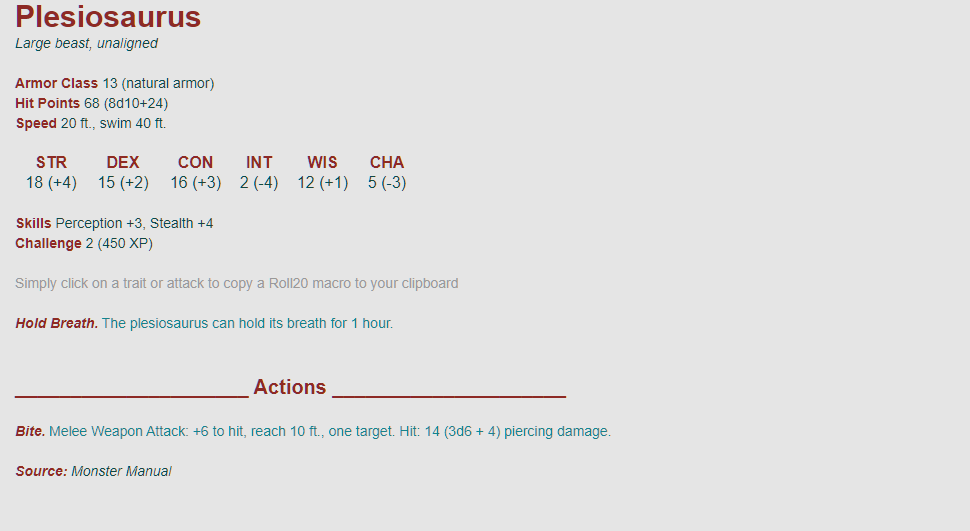 Plesiosaurus
Large beast, unaligned
Armor Class 13 (natural armor)
Hit Points 68 (8d10+24)
Speed 20 ft., swim 40 ft.
STR DEX CON INT WIS CHA
18 (+4) 15 (+2) 16 (+3) 2 (-4) 12 (+1) 5 (-3)
Skills Perception +3, Stealth +4
Challenge 2 (450 XP)
Simply click on a trait or attack to copy a Roll20 macro to your clipboard
Hold Breath. The plesiosaurus can hold its breath for 1 hour.
Actions
Bite. Melee Weapon Attack: +6 to hit, reach 10 ft., one target. Hit: 14 (3d6 + 4) piercing damage.
Source: Monster Manual